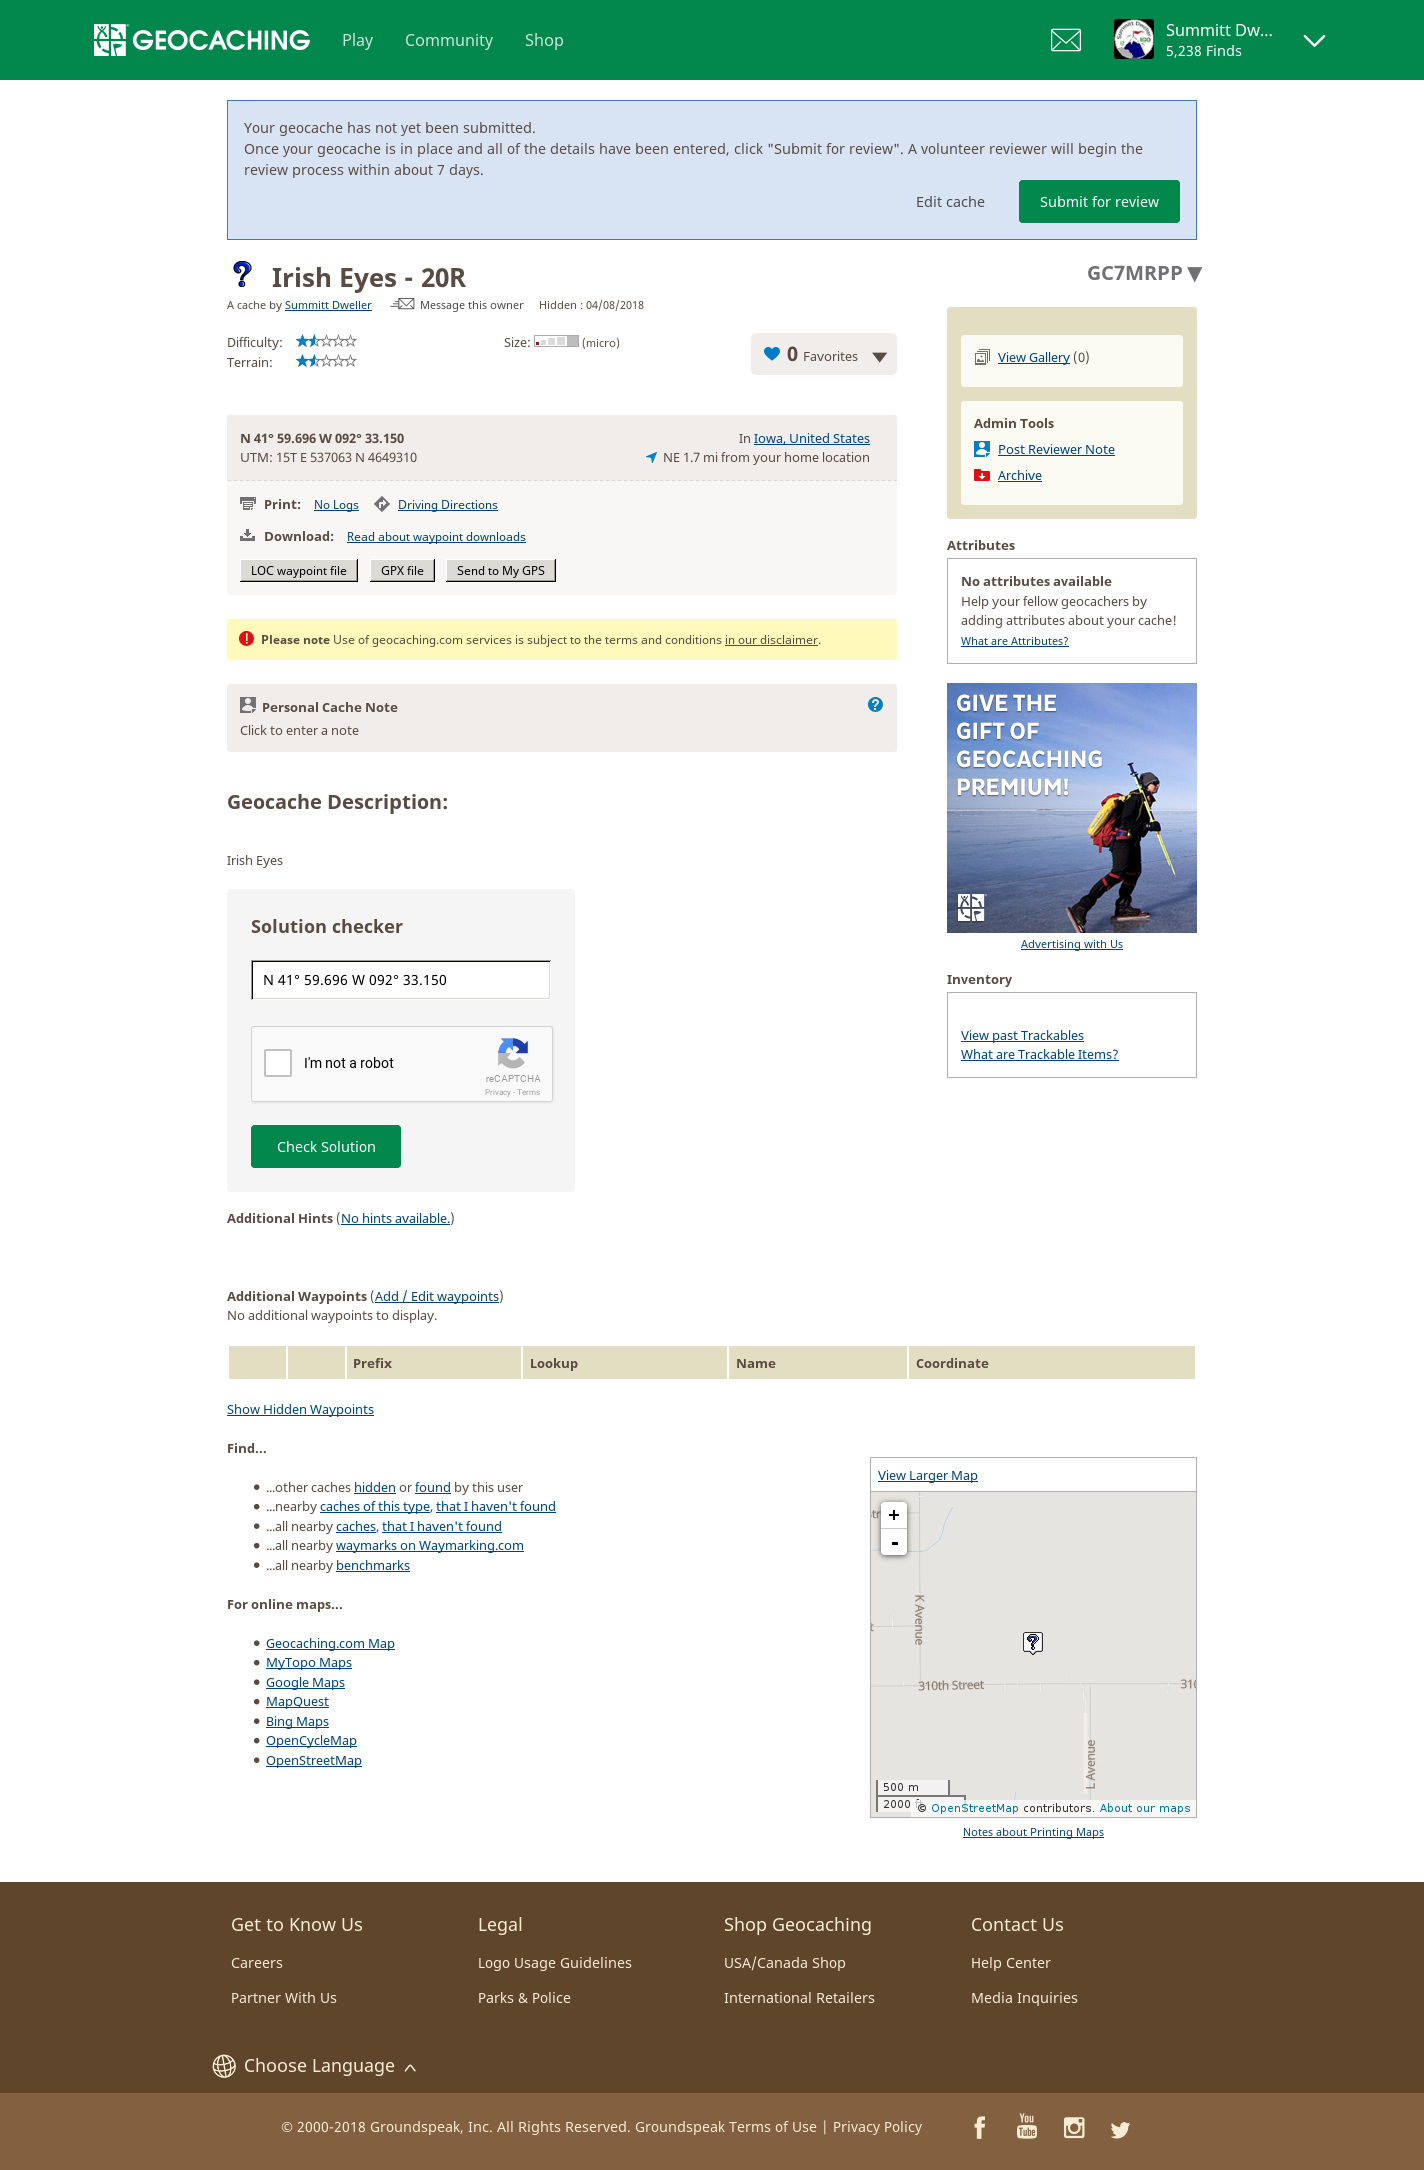 GEOCACHING Play Community Shop Summitt Dw...
5,238 Finds
Your geocache has not yet been submitted.
Once your geocache is in place and all of the details have been entered, click "Submit for review". A volunteer reviewer will begin the
review process within about 7 days.
Edit cache Submit for review
Irish Eyes - 20R GC7MRPP
A cache by Summitt Dweller Message this owner Hidden : 04/08/2018
Difficulty: Size: (micro)
Terrain:
0 Favorites
N 41° 59.696 W 092° 33.150 In Iowa, United States
UTM: 15T E 537063 N 4649310 NE 1.7 mi from your home location
Print: No Logs Driving Directions
Download: Read about waypoint downloads
LOC waypoint file GPX file Send to My GPS
Please note Use of geocaching.com services is subject to the terms and conditions in our disclaimer.
Personal Cache Note
Click to enter a note
Geocache Description:
Irish Eyes
Solution checker
N 41° 59.696 W 092° 33.150
I'm not a robot
reCAPTCHA
Privacy - Terms
Check Solution
Additional Hints (No hints available.)
View Gallery (0)
Admin Tools
Post Reviewer Note
Archive
Attributes
No attributes available
Help your fellow geocachers by
adding attributes about your cache!
What are Attributes?
GIVE THE
GIFT OF
GEOCACHING
PREMIUM!
Advertising with Us
Inventory
View past Trackables
What are Trackable Items?
Additional Waypoints (Add / Edit waypoints)
No additional waypoints to display.
Prefix Lookup Name Coordinate
Show Hidden Waypoints
Find...
...other caches hidden or found by this user
...nearby caches of this type, that I haven't found
...all nearby caches, that I haven't found
...all nearby waymarks on Waymarking.com
...all nearby benchmarks
For online maps...
Geocaching.com Map
MyTopo Maps
Google Maps
MapQuest
Bing Maps
OpenCycleMap
OpenStreetMap
View Larger Map
+
-
K Avenue
310th Street
310
L Avenue
500 m
2000
© OpenStreetMap contributors. About our maps
Notes about Printing Maps
Get to Know Us Legal Shop Geocaching Contact Us
Careers Logo Usage Guidelines USA/Canada Shop Help Center
Partner With Us Parks & Police International Retailers Media Inquiries
Choose Language
© 2000-2018 Groundspeak, Inc. All Rights Reserved. Groundspeak Terms of Use | Privacy Policy
You
Tube